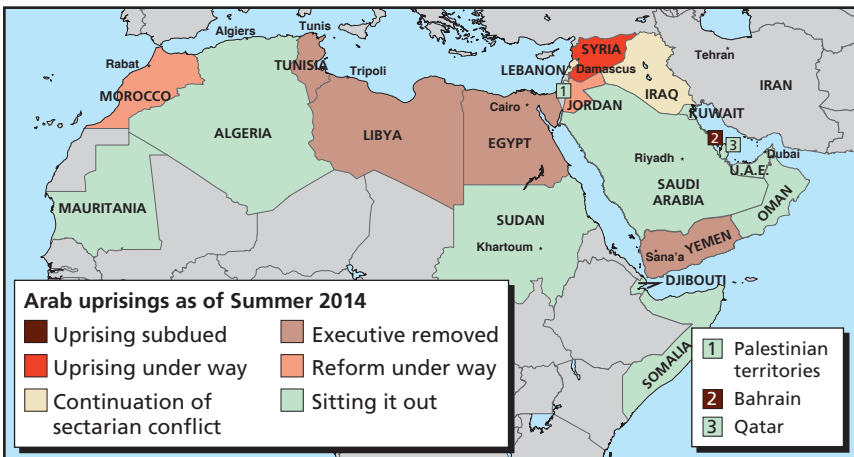 Tunis
Algiers
Rabat
TUNISIA
Tripoli
MOROCCO
ALGERIA
LIBYA
EGYPT
Cairo
LEBANON
SYRIA
Damascus
1
JORDAN
IRAQ
Tehran
IRAN
KUWAIT
2
3
Dubai
U.A.E.
Riyadh
SAUDI
ARABIA
OMAN
MAURITANIA
SUDAN
Khartoum
YEMEN
Sana'a
DJIBOUTI
SOMALIA
Arab uprisings as of Summer 2014
Uprising subdued
Uprising under way
Continuation of
sectarian conflict
Executive removed
Reform under way
Sitting it out
1 Palestinian
territories
2 Bahrain
3 Qatar